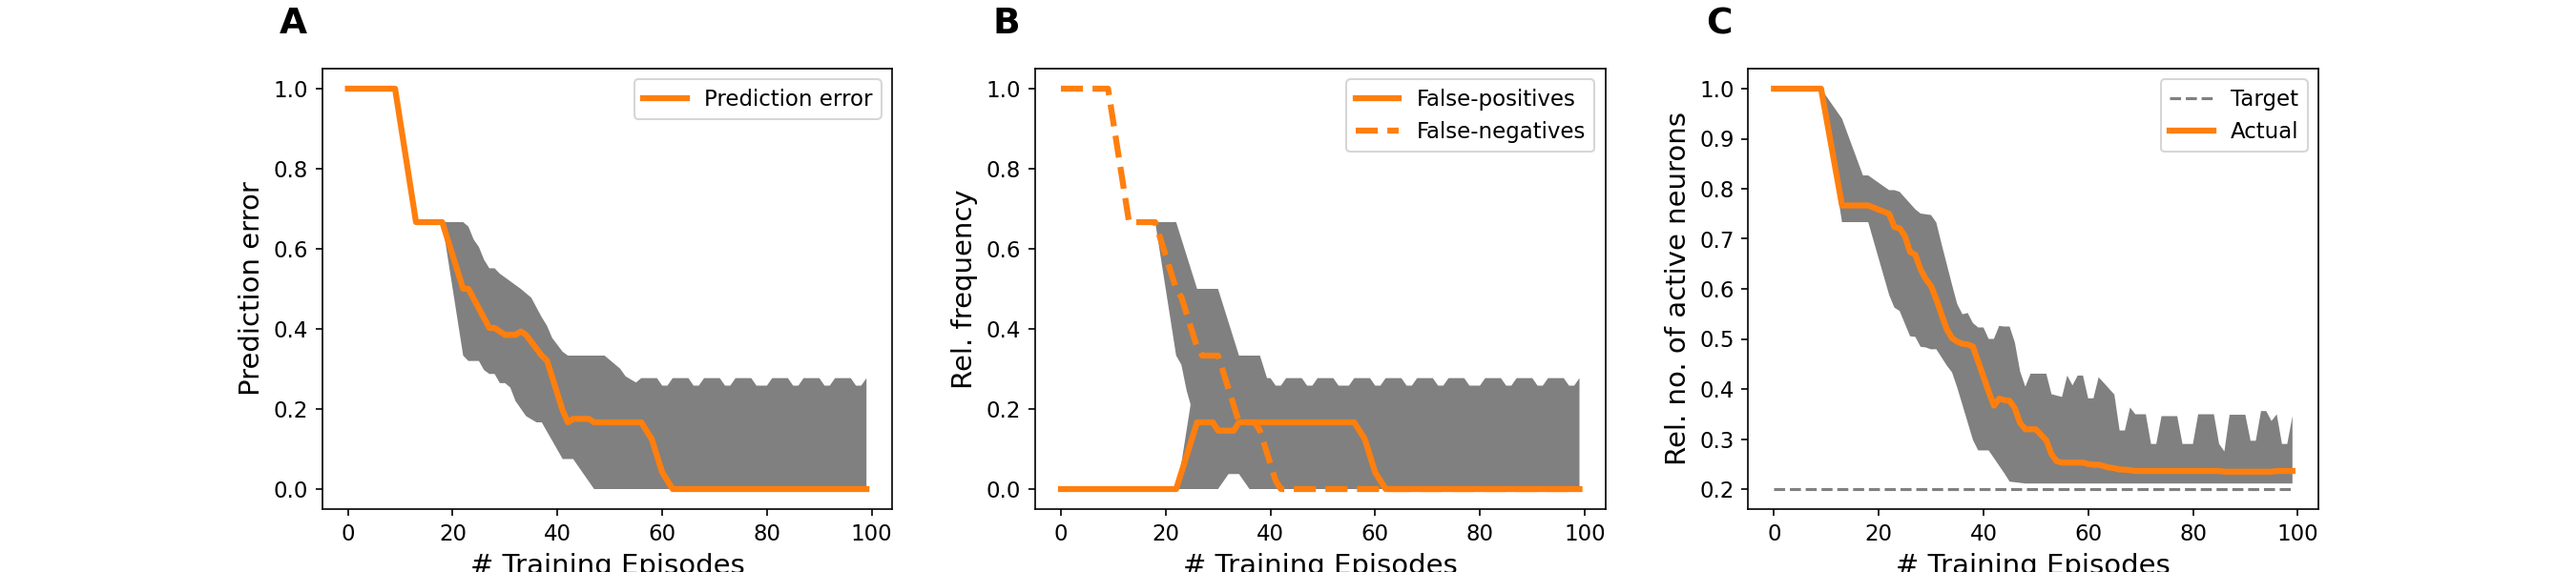 A
B
C
Prediction error
1.0
0.8
0.6
0.4
0.2
0.0
Prediction error
0
20
40
60
80
100
# Training Episodes
Rel. frequency
1.0
0.8
0.6
0.4
0.2
0.0
False-positives
False-negatives
0
20
40
60
80
100
# Training Episodes
Rel. no. of active neurons
1.0
0.9
0.8
0.7
0.6
0.5
0.4
0.3
0.2
Target
Actual
0
20
40
60
80
100
# Training Episodes